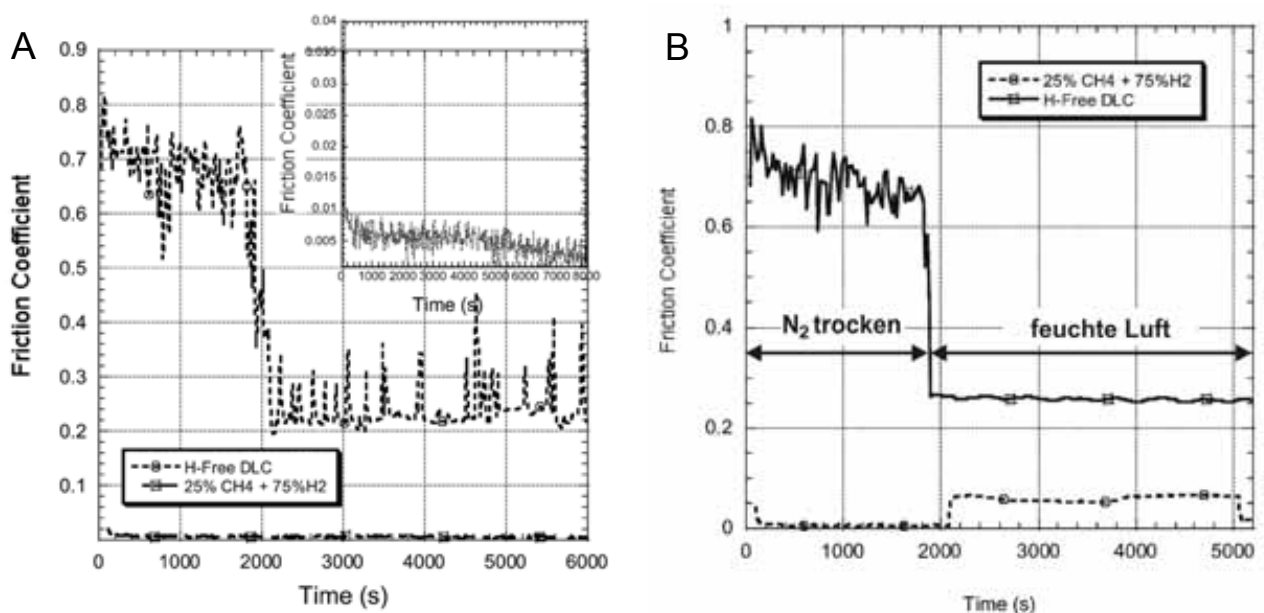 A
0.9
0.8
0.7
0.6
0.5
0.4
0.3
0.2
0.1
Friction Coefficient
0 1000 2000 3000 4000 5000 6000
Time (s)
H-Free DLC
25% CH4 + 75%H2
0.04
0.035
0.03
0.025
0.02
0.015
0.01
0.005
Friction Coefficient
0 1000 2000 3000 4000 5000 6000 7000 8000
Time (s)
B
1
0.8
0.6
0.4
0.2
0
Friction Coefficient
25% CH4 + 75%H2
H-Free DLC
N2 trocken
feuchte Luft
0 1000 2000 3000 4000 5000
Time (s)